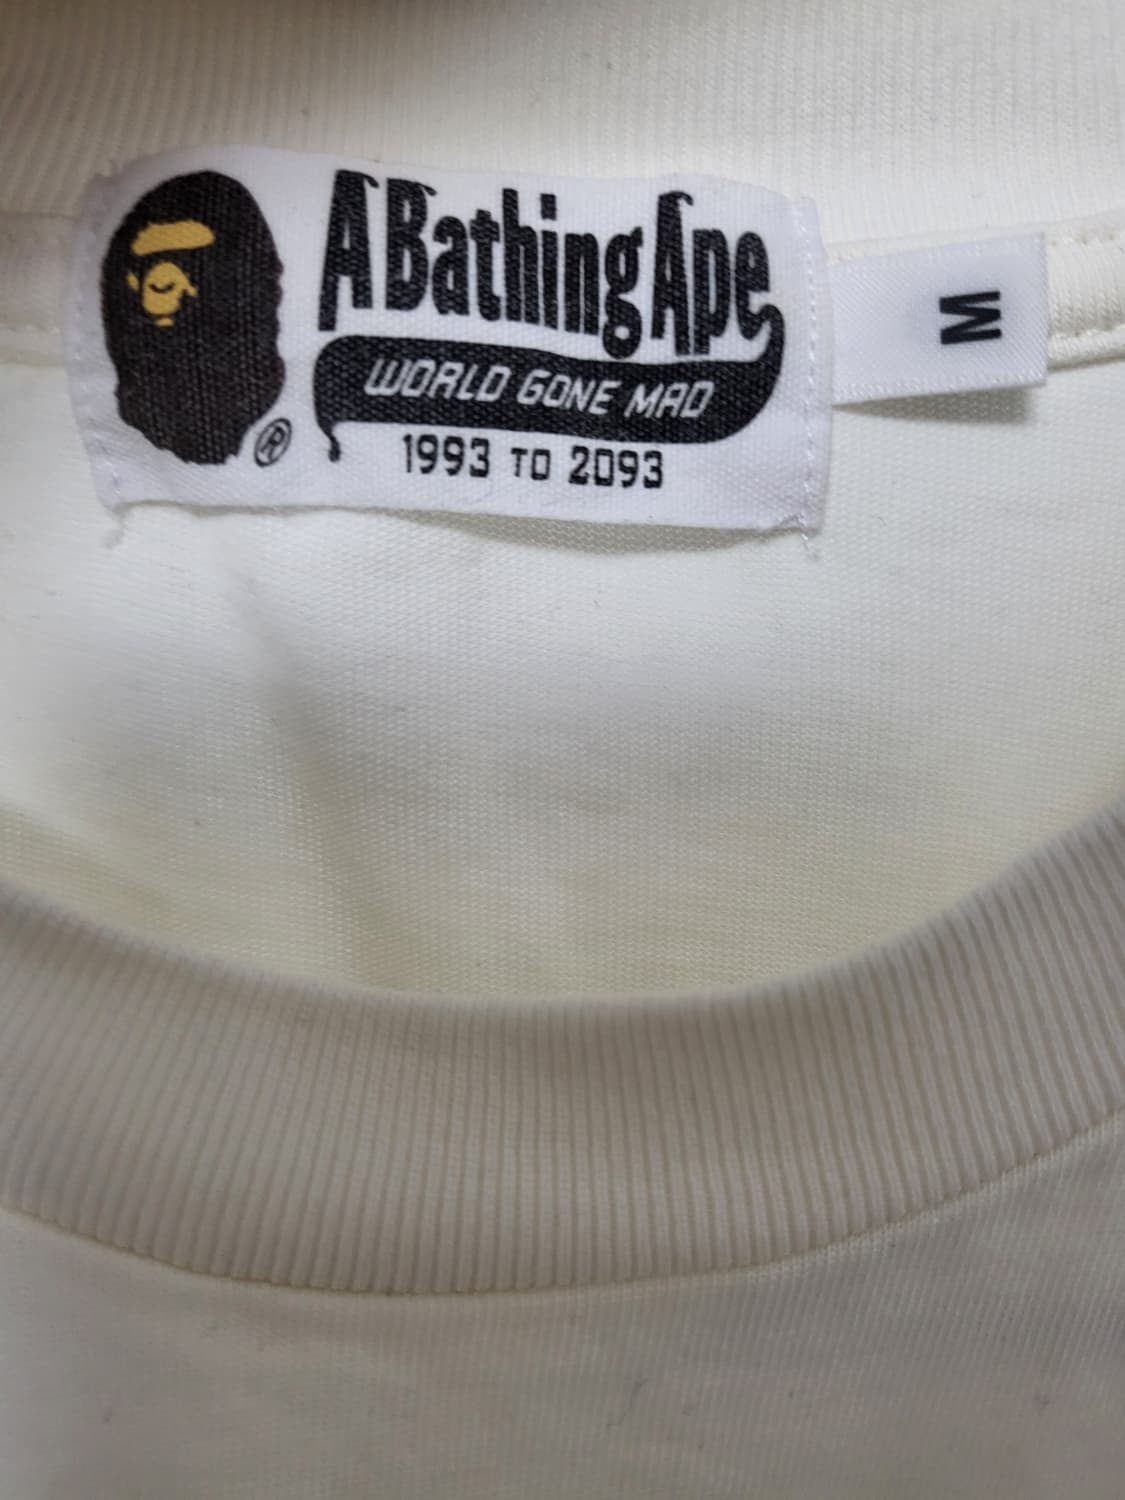 A Bathing Ape
WORLD GONE MAD
1993 TO 2093
®
M